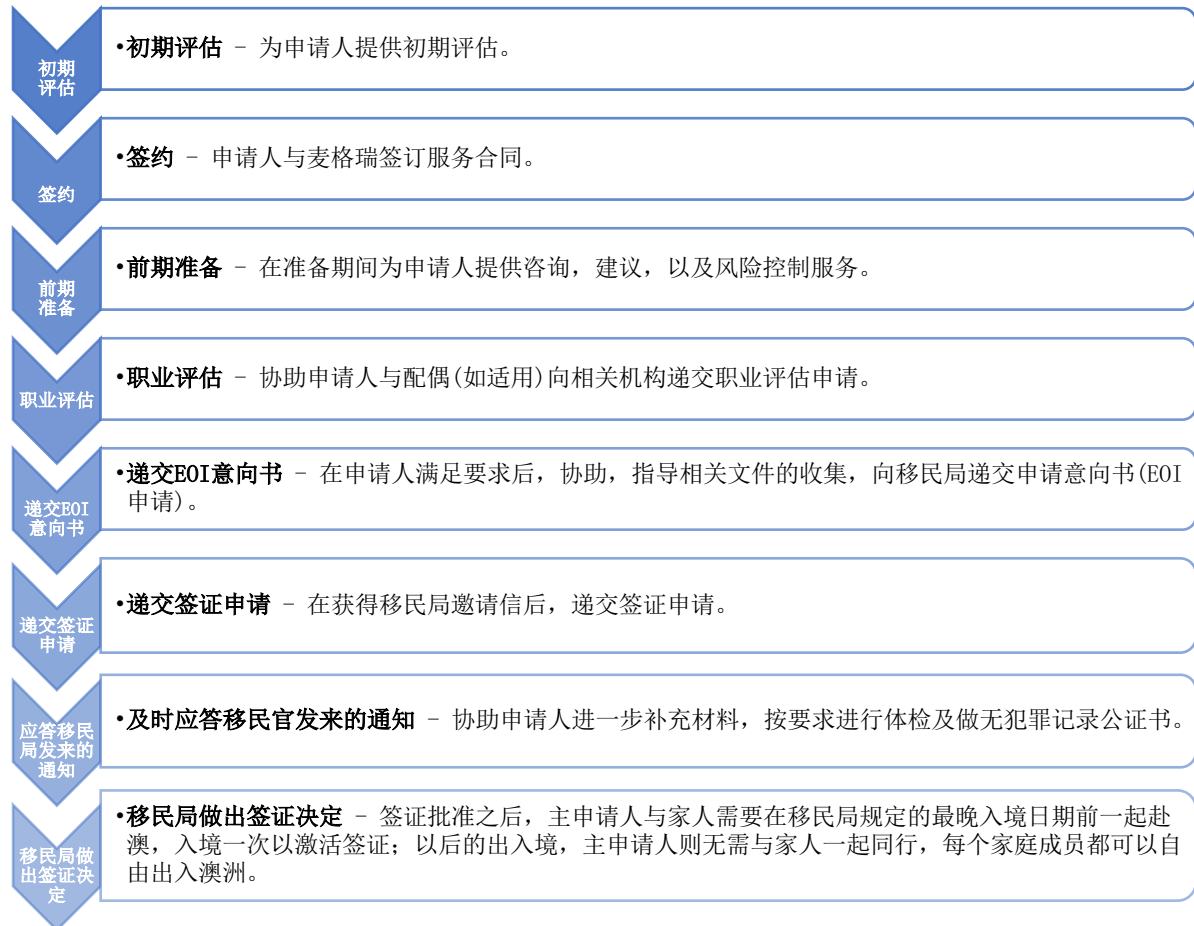 初期
评估
•初期评估 - 为申请人提供初期评估。
签约
•签约 - 申请人与麦格瑞签订服务合同。
前期
准备
•前期准备 - 在准备期间为申请人提供咨询，建议，以及风险控制服务。
职业评估
•职业评估 - 协助申请人与配偶(如适用)向相关机构递交职业评估申请。
递交EOI
意向书
•递交EOI意向书 - 在申请人满足要求后，协助，指导相关文件的收集，向移民局递交申请意向书(EOI
申请)。
递交签证
申请
•递交签证申请 - 在获得移民局邀请信后，递交签证申请。
应答移民
局发来的
通知
•及时应答移民官发来的通知 - 协助申请人进一步补充材料，按要求进行体检及做无犯罪记录公证书。
移民局做
出签证决
定
•移民局做出签证决定 - 签证批准之后，主申请人与家人需要在移民局规定的最晚入境日期前一起赴
澳，入境一次以激活签证；以后的出入境，主申请人则无需与家人一起同行，每个家庭成员都可以自
由出入澳洲。